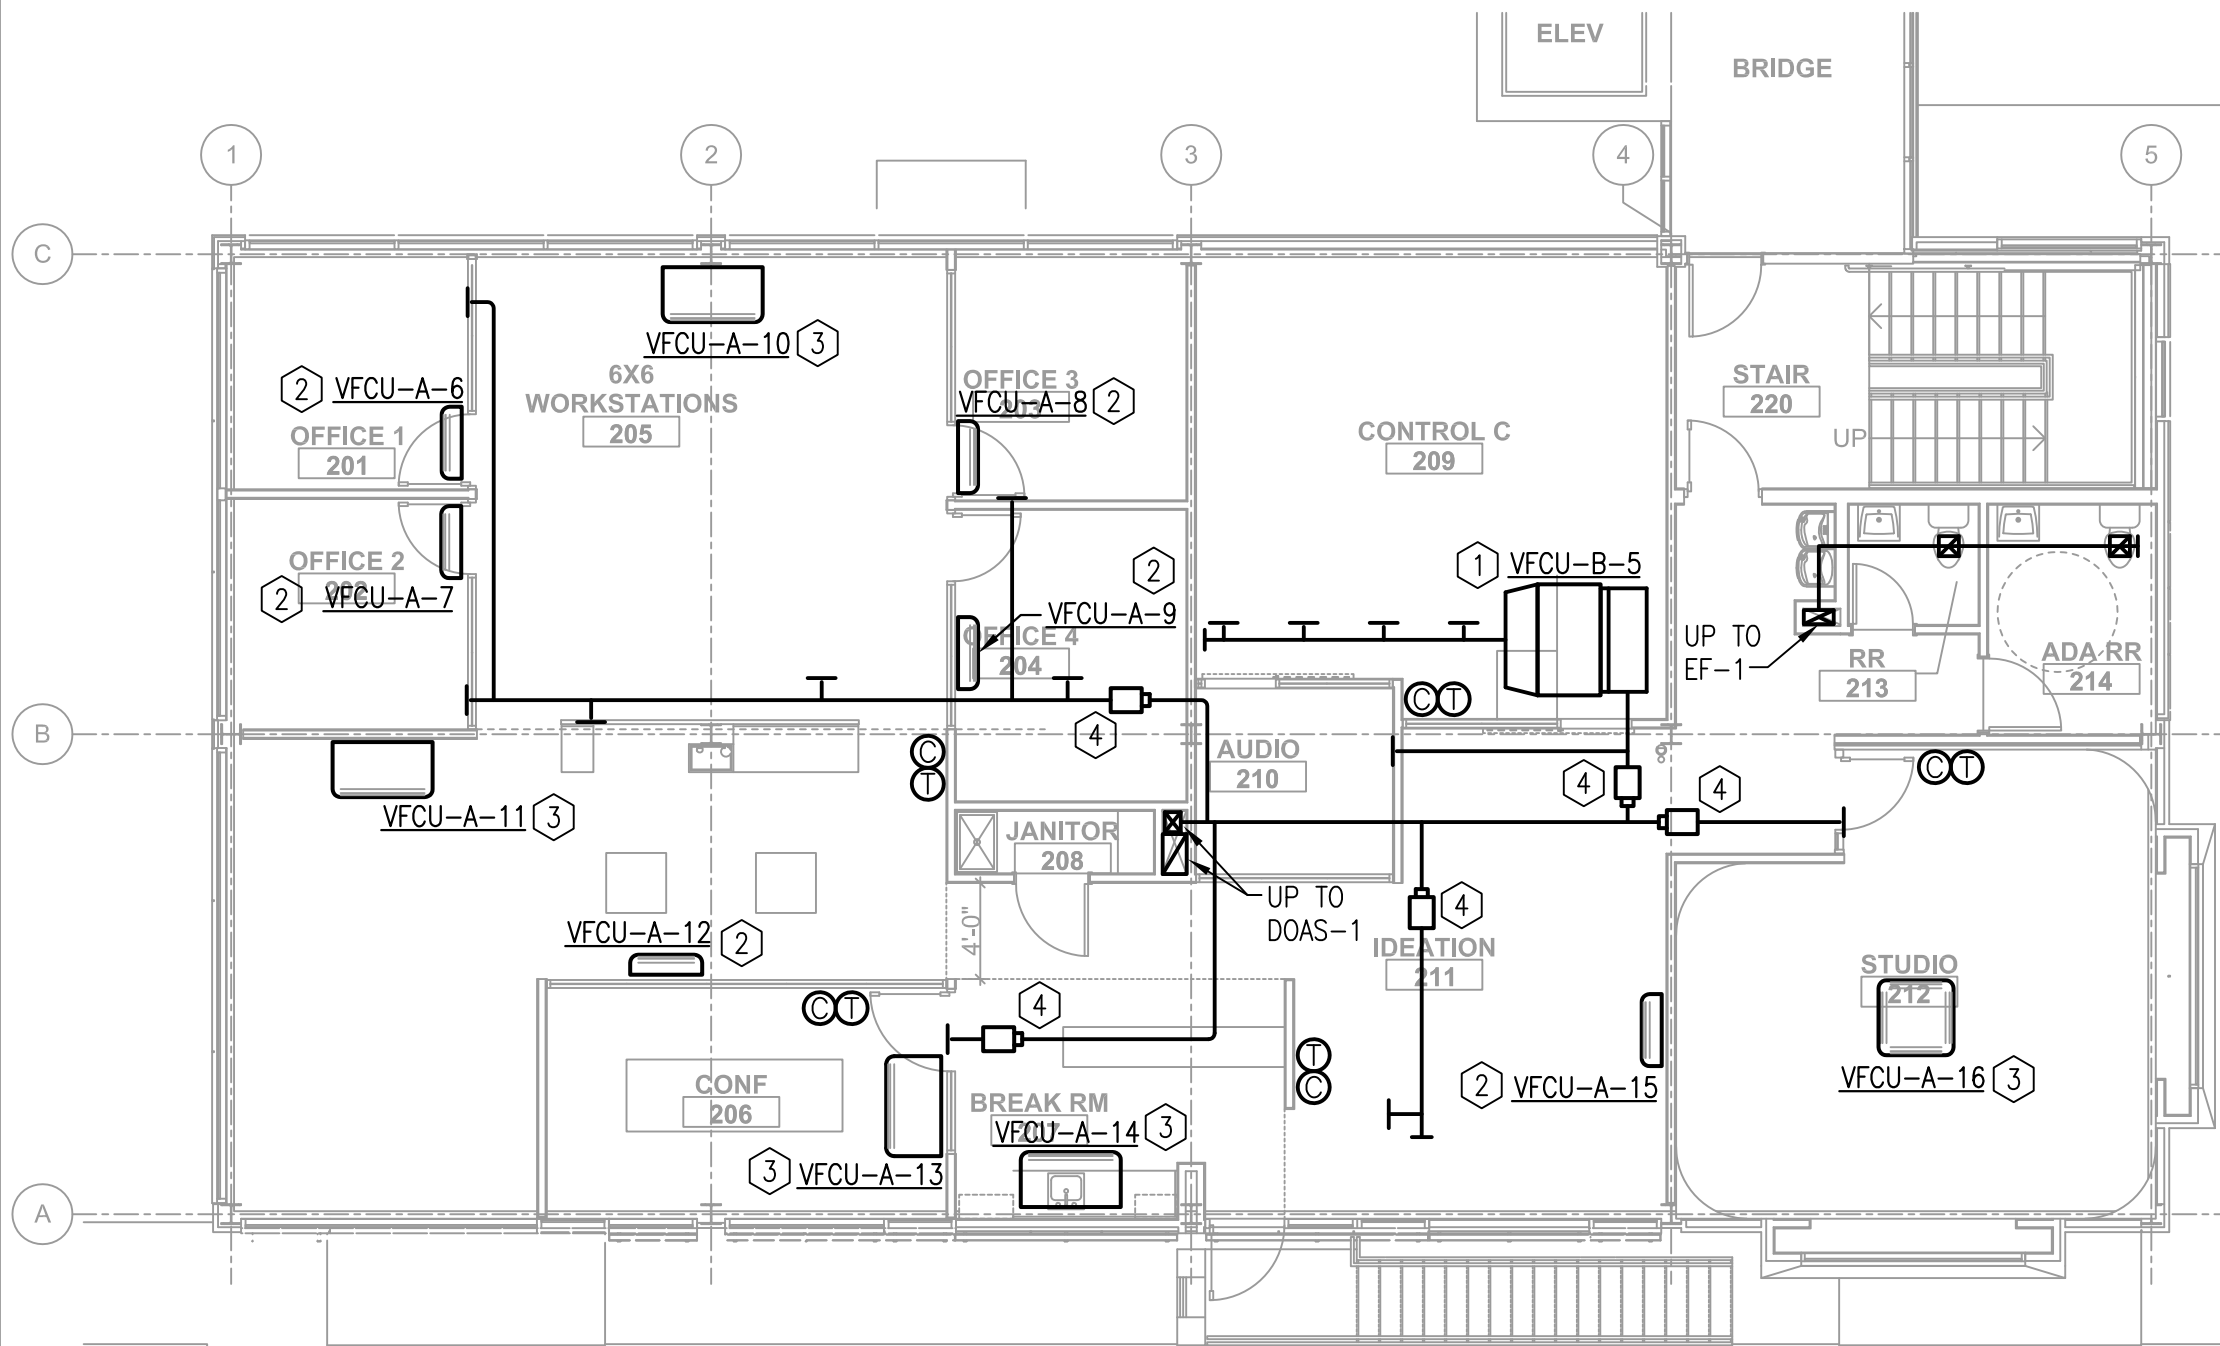 ELEV
BRIDGE
1
2
3
4
5
C
VFCU-A-10
3
2
VFCU-A-6
6X6
WORKSTATIONS
205
OFFICE 3
203
VFCU-A-8
2
STAIR
220
UP
OFFICE 1
201
CONTROL C
209
OFFICE 2
202
2
VFCU-A-7
2
VFCU-A-9
OFFICE 4
204
1
VFCU-B-5
UP TO
EF-1
RR
213
ADA RR
214
C
T
B
4
C
T
AUDIO
210
4
4
C
T
VFCU-A-11
3
JANITOR
208
UP TO
DOAS-1
4
4'-0"
VFCU-A-12
2
IDEATION
211
STUDIO
212
C
T
4
T
C
CONF
206
BREAK RM
207
VFCU-A-14
3
2
VFCU-A-15
VFCU-A-16
3
3
VFCU-A-13
A